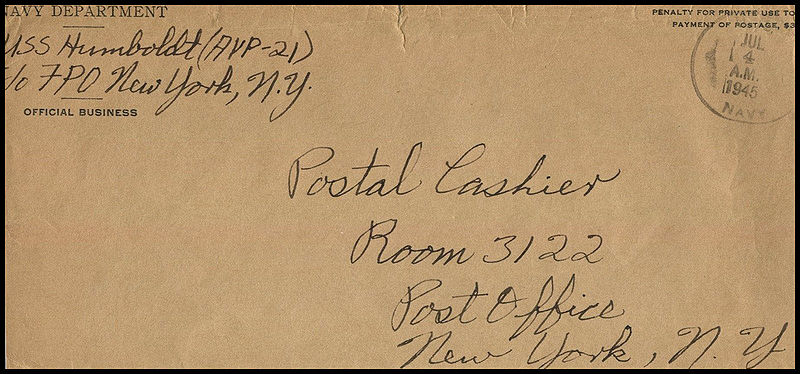 NAVY DEPARTMENT
USS Humboldt (AVP-21)
c/o FPO New York, N.Y.
OFFICIAL BUSINESS
PENALTY FOR PRIVATE USE TO
PAYMENT OF POSTAGE, $3
JUL
4
A.M.
1945
NAVY
Postal Cashier
Room 3122
Post Office
New York, N. Y